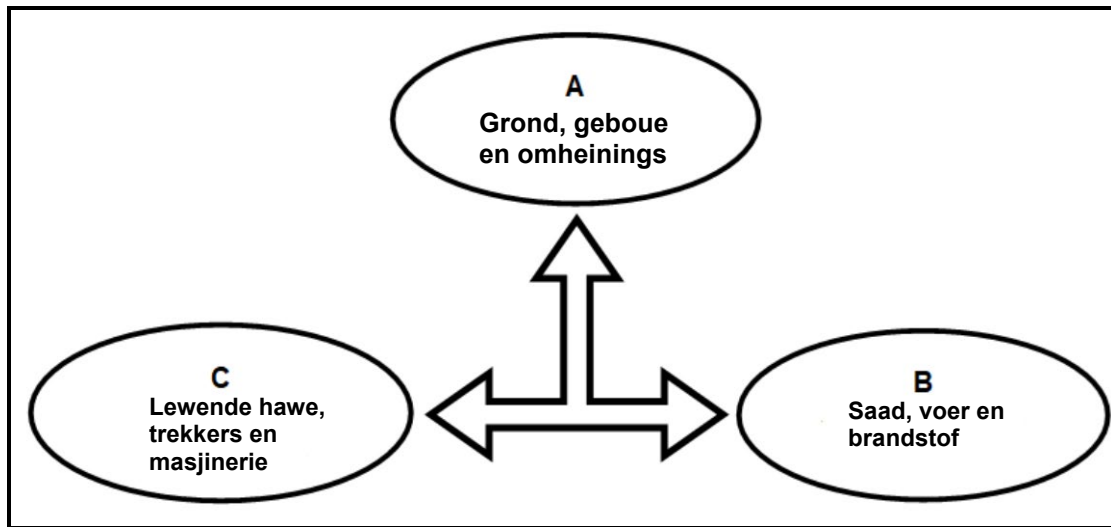 A
Grond, geboue
en omheinings
C
Lewende hawe,
trekkers en
masjinerie
B
Saad, voer en
brandstof